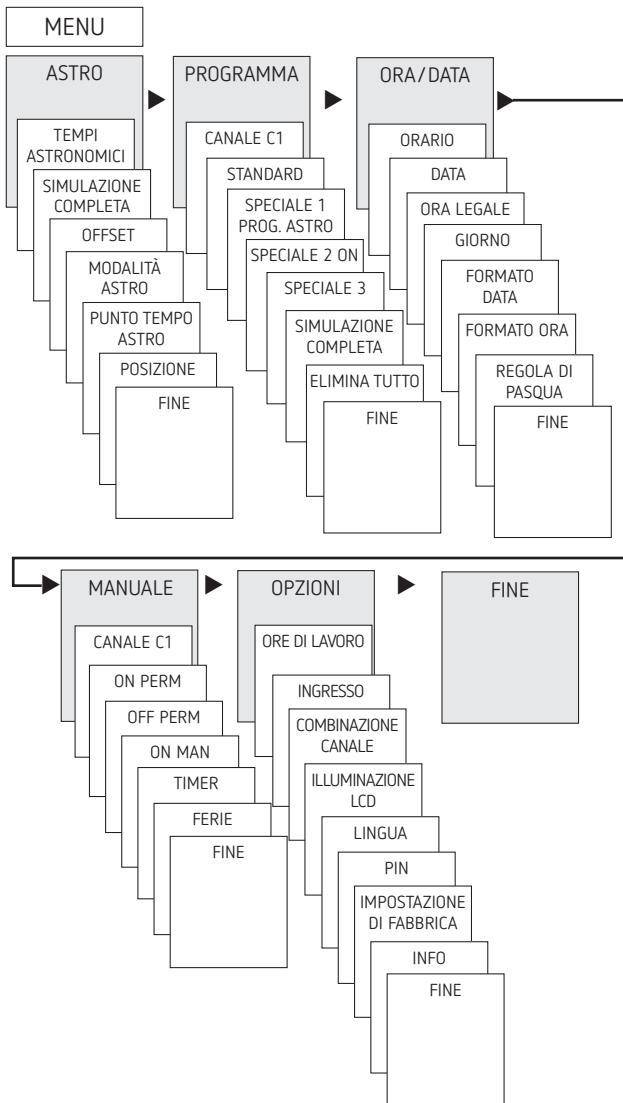 MENU
ASTRO
TEMPI
ASTRONOMICI
SIMULAZIONE
COMPLETA
OFFSET
MODALITÀ
ASTRO
PUNTO TEMPO
ASTRO
POSIZIONE
FINE
PROGRAMMA
CANALE C1
STANDARD
SPECIALE 1
PROG. ASTRO
SPECIALE 2 ON
SPECIALE 3
SIMULAZIONE
COMPLETA
ELIMINA TUTTO
FINE
ORA/DATA
ORARIO
DATA
ORA LEGALE
GIORNO
FORMATO
DATA
FORMATO ORA
REGOLA DI
PASQUA
FINE
MANUALE
CANALE C1
ON PERM
OFF PERM
ON MAN
TIMER
FERIE
FINE
OPZIONI
ORE DI LAVORO
INGRESSO
COMBINAZIONE
CANALE
ILLUMINAZIONE
LCD
LINGUA
PIN
IMPOSTAZIONE
DI FABBRICA
INFO
FINE
FINE